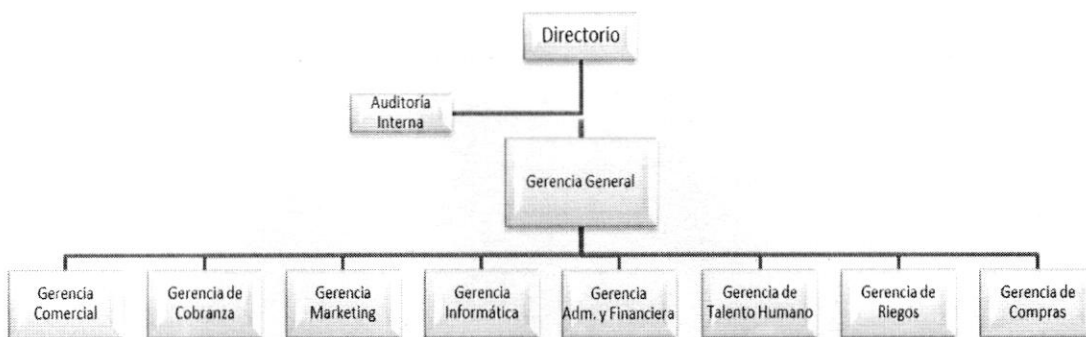 Directorio
Auditoría
Interna
Gerencia General
Gerencia
Comercial
Gerencia de
Cobranza
Gerencia
Marketing
Gerencia
Informática
Gerencia
Adm. y Financiera
Gerencia de
Talento Humano
Gerencia de
Riegos
Gerencia de
Compras